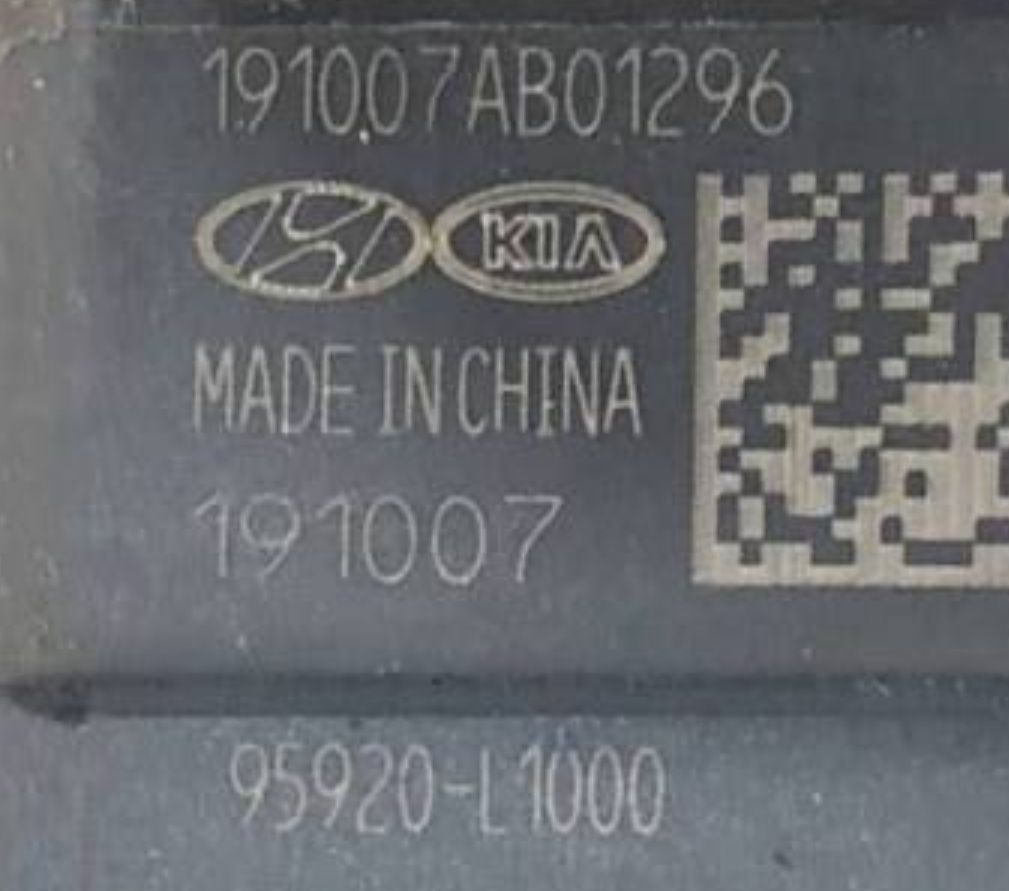 191007AB01296
KIA
MADE IN CHINA
191007
95920-L1000